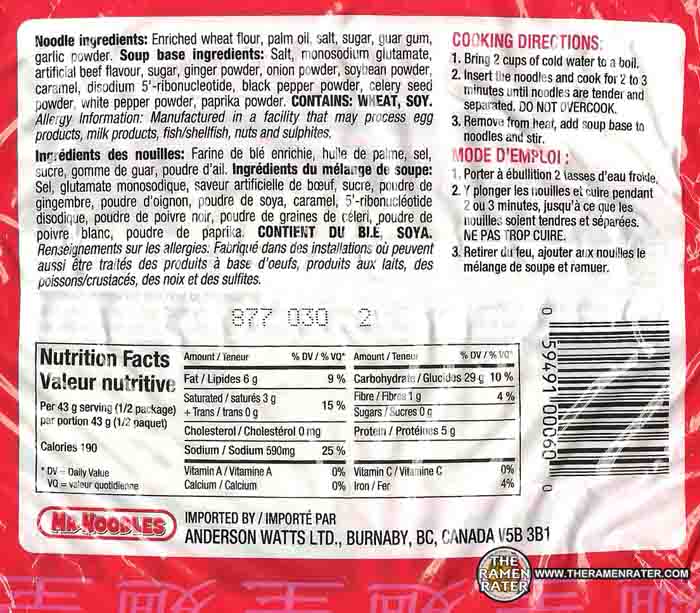 Noodle ingredients: Enriched wheat flour, palm oil, salt, sugar, guar gum,
garlic powder. Soup base ingredients: Salt, monosodium glutamate,
artificial beef flavour, sugar, ginger powder, onion powder, soybean powder,
caramel, disodium 5'-ribonucleotide, black pepper powder, celery seed
powder, white pepper powder, paprika powder. CONTAINS: WHEAT, SOY.
Allergy Information: Manufactured in a facility that may process egg
products, milk products, fish/shellfish, nuts and sulphites.
Ingrédients des nouilles: Farine de blé enrichie, huile de palme, sel,
sucre, gomme de guar, poudre d'ail. Ingrédients du mélange de soupe:
Sel, glutamate monosodique, saveur artificielle de bœuf, sucre, poudre de
gingembre, poudre d'oignon, poudre de soya, caramel, 5'-ribonucléotide
disodique, poudre de poivre noir, poudre de graines de céleri, poudre de
poivre blanc, poudre de paprika. CONTIENT DU BLÉ, SOYA.
Renseignements sur les allergies: Fabriqué dans des installations où peuvent
aussi être traités des produits à base d'oeufs, produits aux laits, des
poissons/crustacés, des noix et des sulfites.
COOKING DIRECTIONS:
1. Bring 2 cups of cold water to a boil.
2. Insert the noodles and cook for 2 to 3
minutes until noodles are tender and
separated. DO NOT OVERCOOK.
3. Remove from heat, add soup base to
noodles and stir.
MODE D'EMPLOI :
1. Porter à ébullition 2 tasses d'eau froide.
2. Y plonger les nouilles et cuire pendant
2 ou 3 minutes, jusqu'à ce que les
nouilles soient tendres et séparées.
NE PAS TROP CUIRE.
3. Retirer du feu, ajouter aux nouilles le
mélange de soupe et ramuer.
877 030 2
Nutrition Facts
Valeur nutritive
Per 43 g serving (1/2 package)
par portion 43 g (1/2 paquet)
Calories 190
* DV = Daily Value
VQ = valeur quotidienne
Amount / Teneur % DV / % VQ*
Fat / Lipides 6 g 9 %
Saturated / saturés 3 g
+ Trans / trans 0 g 15 %
Cholesterol / Cholestérol 0 mg
Sodium / Sodium 590mg 25 %
Vitamin A / Vitamine A 0%
Calcium / Calcium 0%
Amount / Teneur % DV / % VQ*
Carbohydrate / Glucides 29 g 10 %
Fibre / Fibres 1 g 4 %
Sugars / Sucres 0 g
Protein / Protéines 5 g
Vitamin C / Vitamine C 0%
Iron / Fer 4%
0 59491 00060 0
MR. NOODLES
IMPORTED BY / IMPORTÉ PAR
ANDERSON WATTS LTD., BURNABY, BC, CANADA V5B 3B1
THE
RAMEN
RATER
WWW.THERAMENRATER.COM